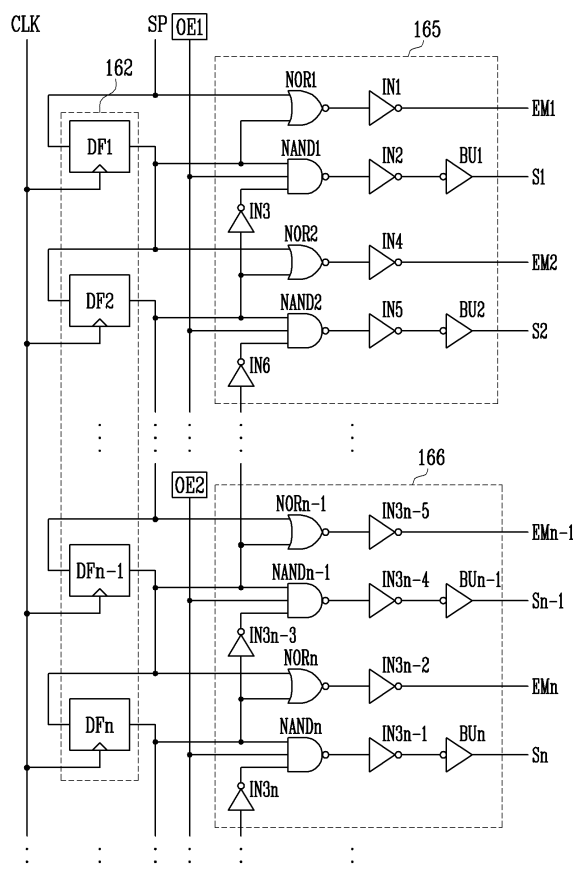 CLK SP OE1
165
162
NOR1 IN1 EM1
DF1
NAND1 IN2 BU1 S1
IN3
NOR2 IN4 EM2
DF2
NAND2 IN5 BU2 S2
IN6
166
OE2
NORn-1 IN3n-5 EMn-1
DFn-1
NANDn-1 IN3n-4 BUn-1 Sn-1
IN3n-3
NORn IN3n-2 EMn
DFn
NANDn IN3n-1 BUn Sn
IN3n